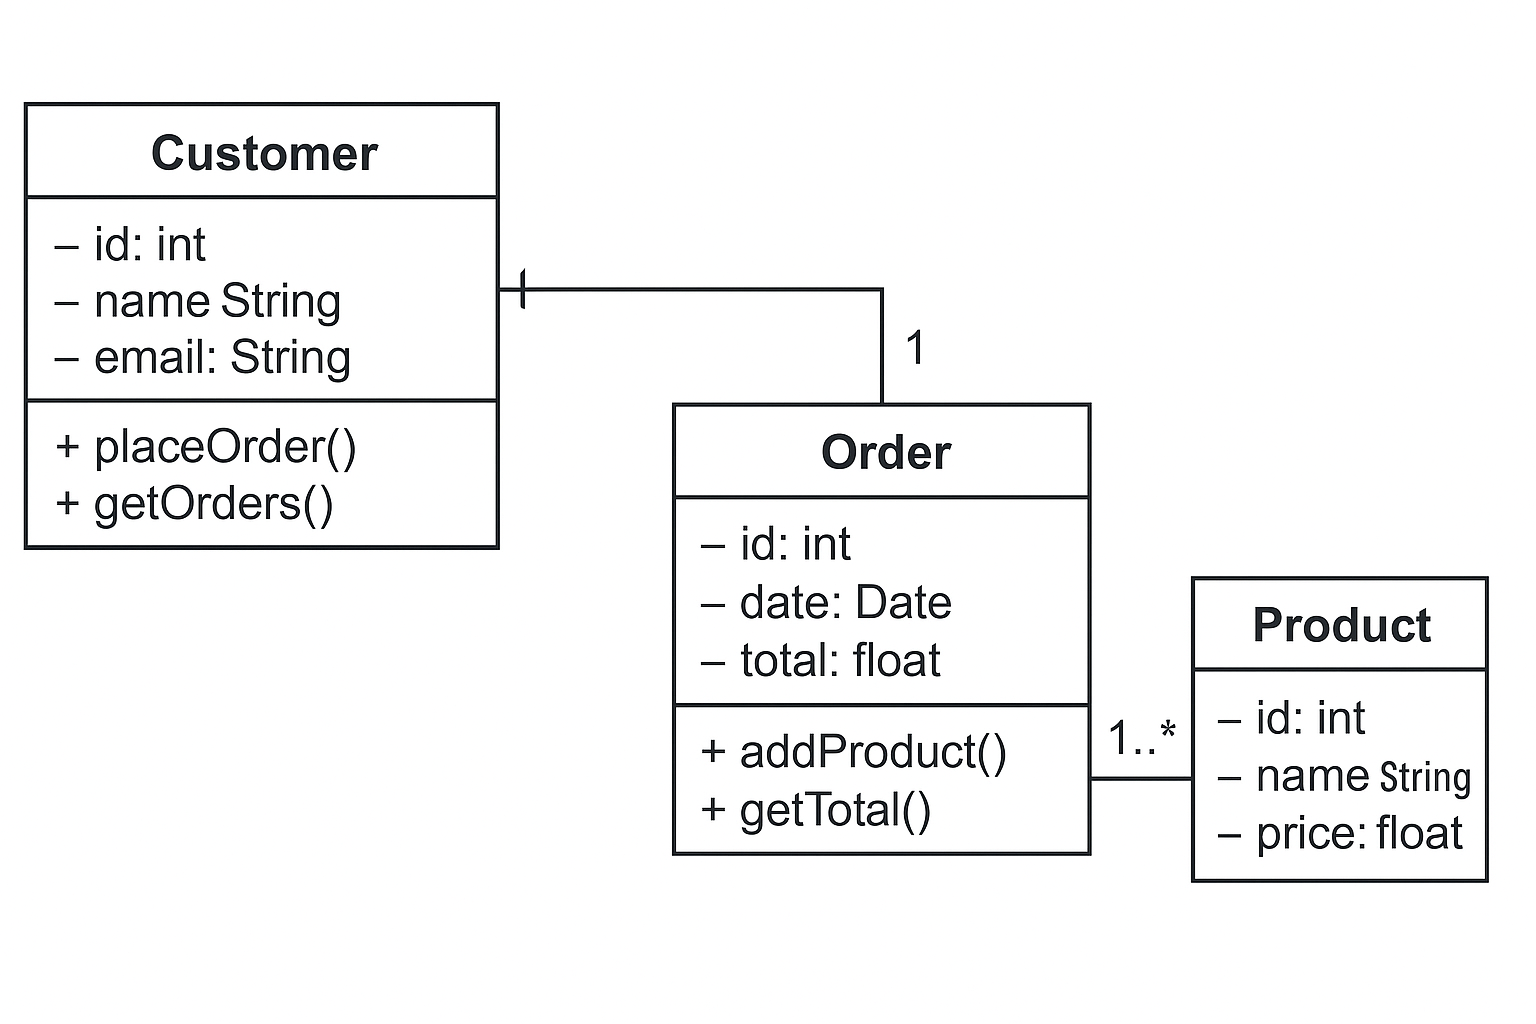 Customer
– id: int
– name String
– email: String
+ placeOrder()
+ getOrders()
1
Order
– id: int
– date: Date
– total: float
+ addProduct()
+ getTotal()
1..*
Product
– id: int
– name String
– price: float